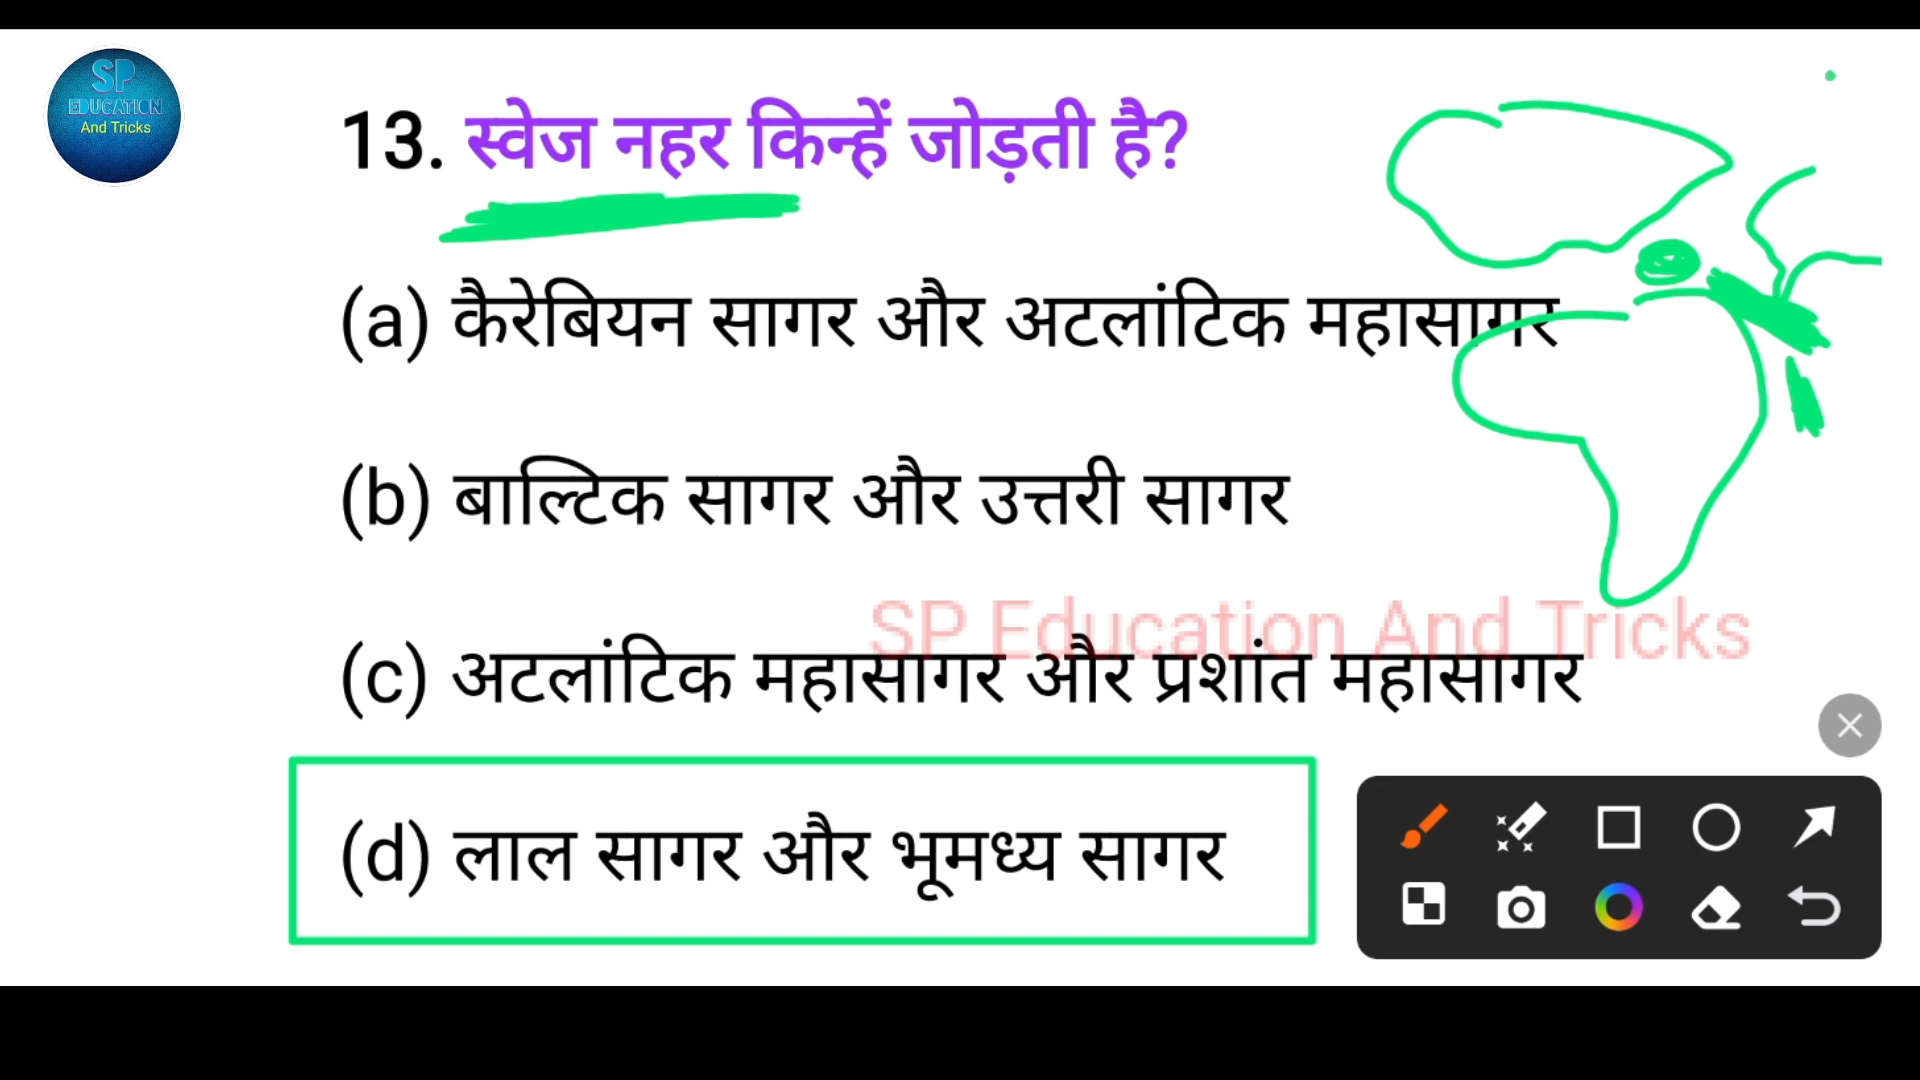 SP
EDUCATION
And Tricks
13. स्वेज नहर किन्हें जोड़ती है?
(a) कैरेबियन सागर और अटलांटिक महासागर
(b) बाल्टिक सागर और उत्तरी सागर
SP Education And Tricks
(c) अटलांटिक महासागर और प्रशांत महासागर
(d) लाल सागर और भूमध्य सागर